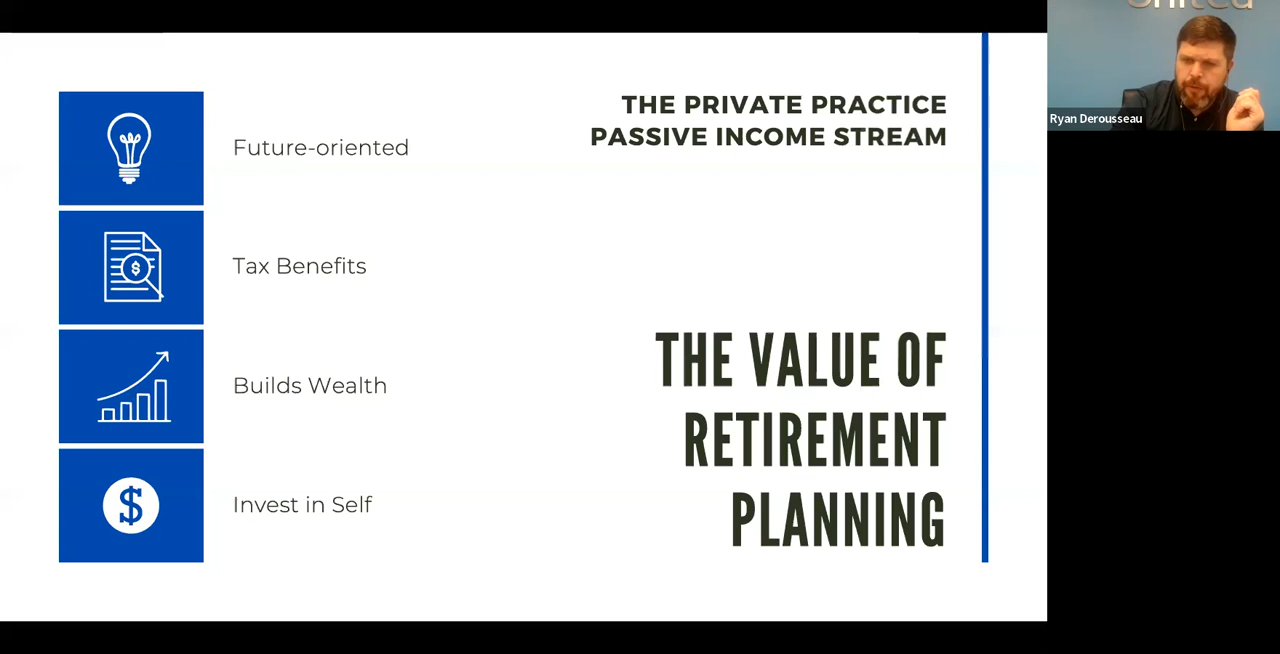 THE PRIVATE PRACTICE
PASSIVE INCOME STREAM
Future-oriented
Tax Benefits
Builds Wealth
Invest in Self
THE VALUE OF
RETIREMENT
PLANNING
Ryan Derousseau